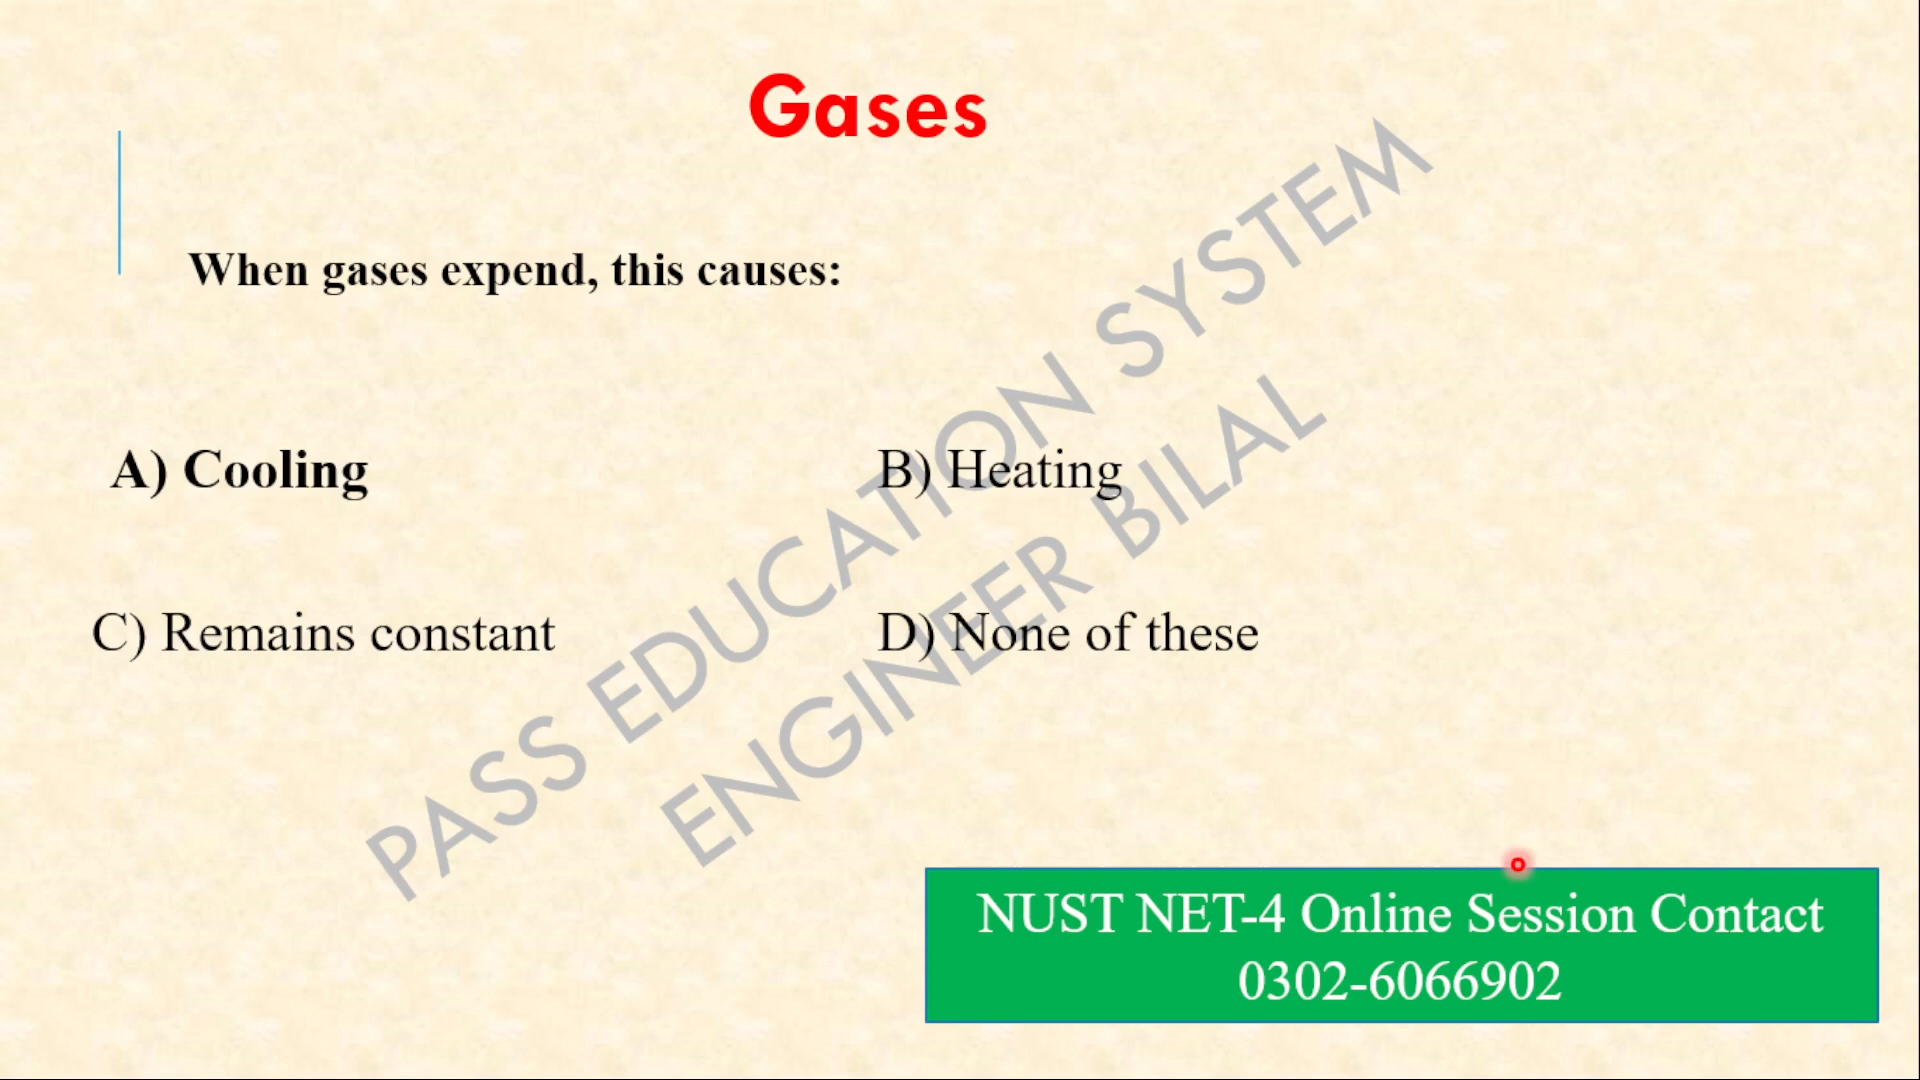 Gases
When gases expend, this causes:
A) Cooling
B) Heating
C) Remains constant
D) None of these
PASS EDUCATION SYSTEM
ENGINEER BILAL
NUST NET-4 Online Session Contact
0302-6066902